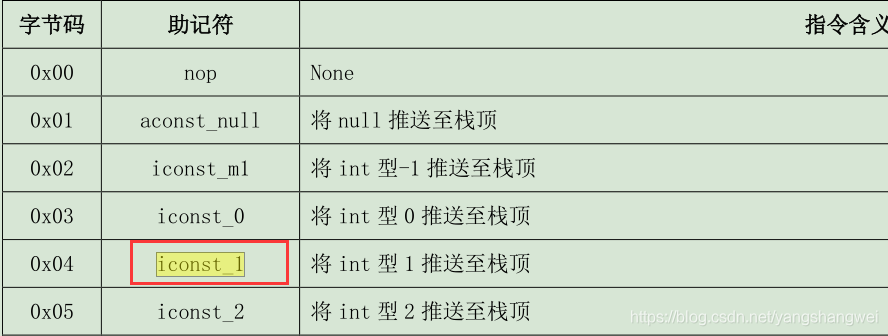 字节码 助记符 指令含义
0x00 nop None
0x01 aconst_null 将 null 推送至栈顶
0x02 iconst_m1 将 int 型-1 推送至栈顶
0x03 iconst_0 将 int 型 0 推送至栈顶
0x04 iconst_1 将 int 型 1 推送至栈顶
0x05 iconst_2 将 int 型 2 推送至栈顶
https://blog.csdn.net/yangshangwei